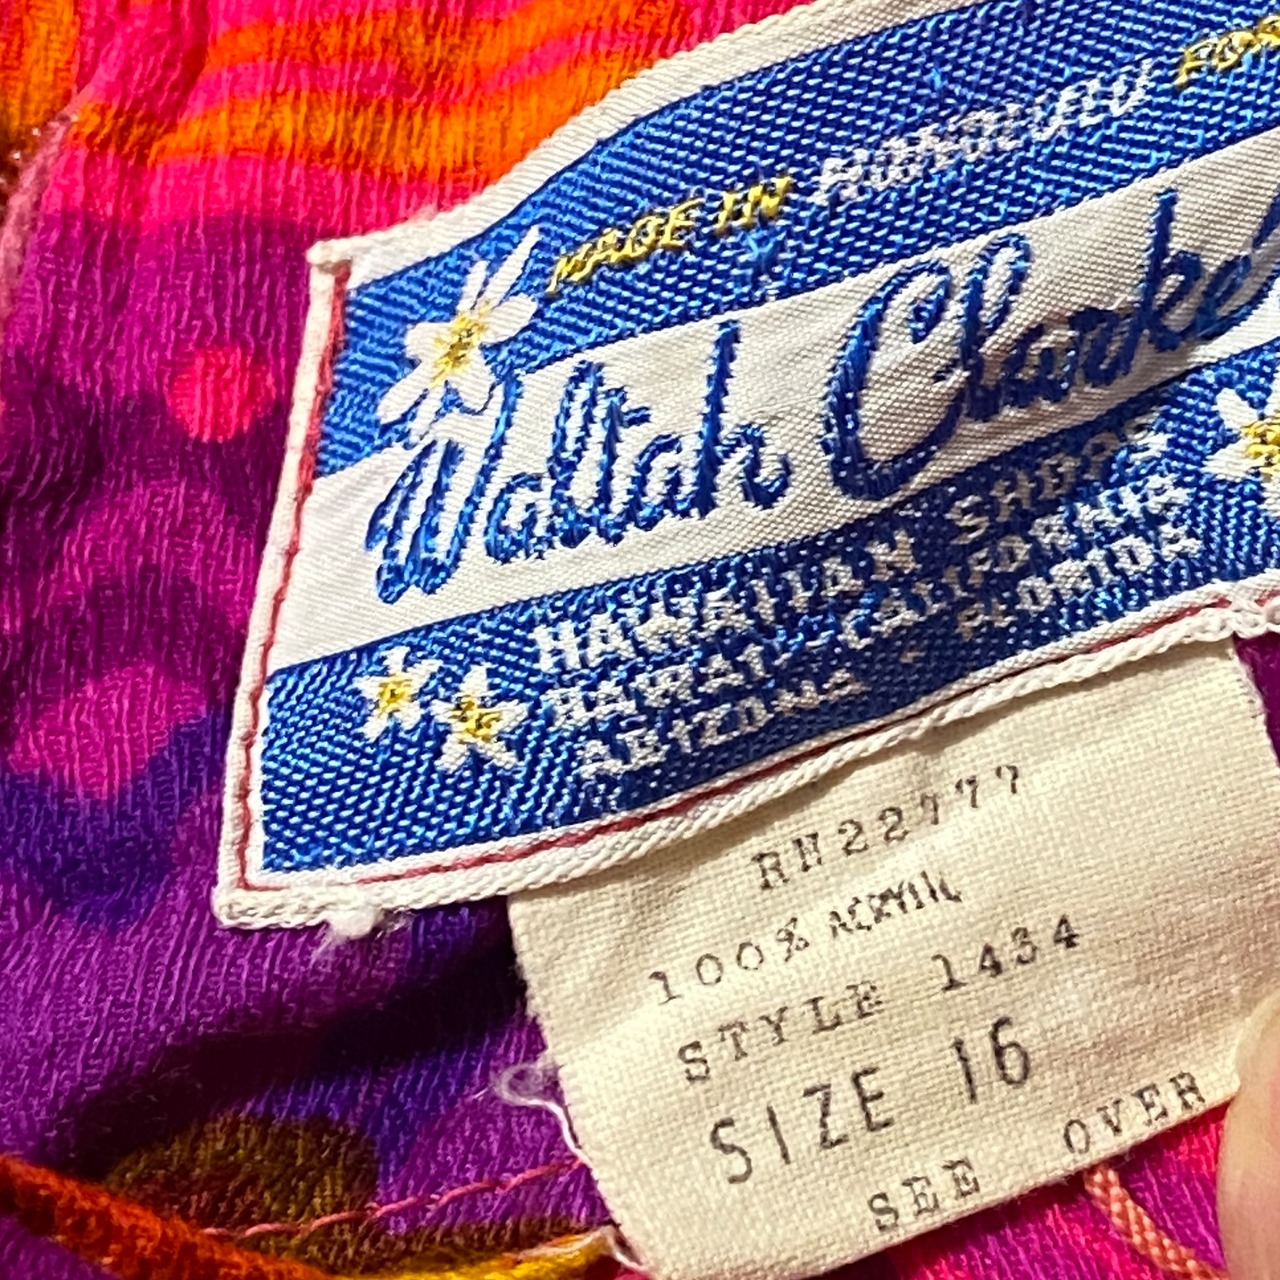 MADE IN HONOLULU FOR
Waltah Clarke
HAWAIIAN SHOPS
HAWAII-CALIFORNIA
ARIZONA - FLORIDA
RN22777
100% ACRYLIC
STYLE 1434
SIZE 16
SEE OVER